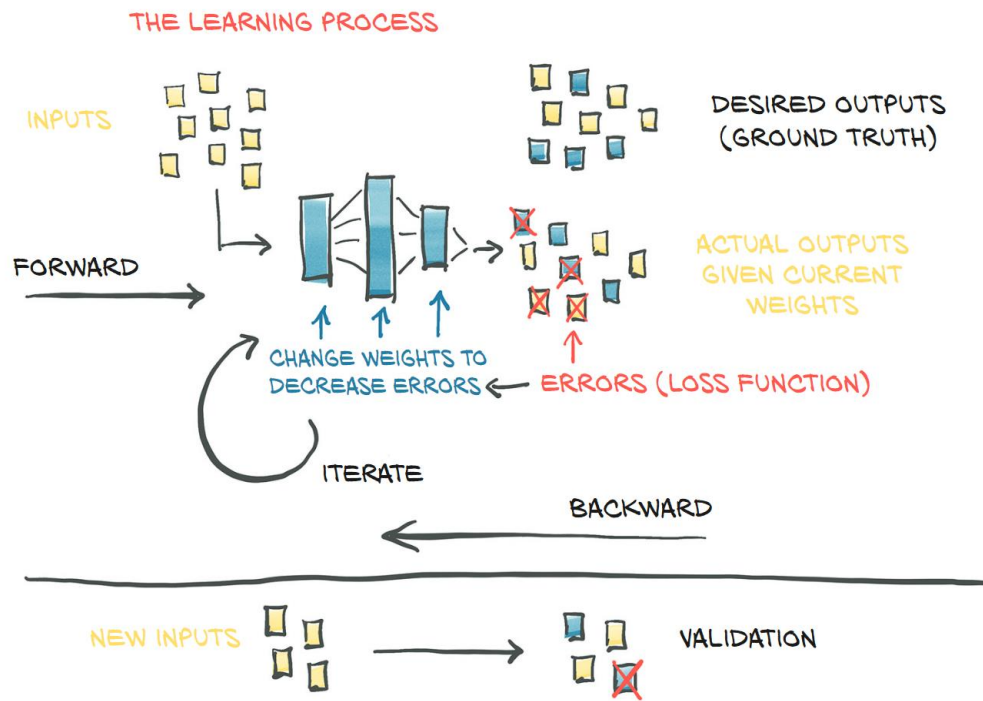 THE LEARNING PROCESS
INPUTS
DESIRED OUTPUTS
(GROUND TRUTH)
FORWARD
ACTUAL OUTPUTS
GIVEN CURRENT
WEIGHTS
CHANGE WEIGHTS TO
DECREASE ERRORS
ERRORS (LOSS FUNCTION)
ITERATE
BACKWARD
NEW INPUTS
VALIDATION